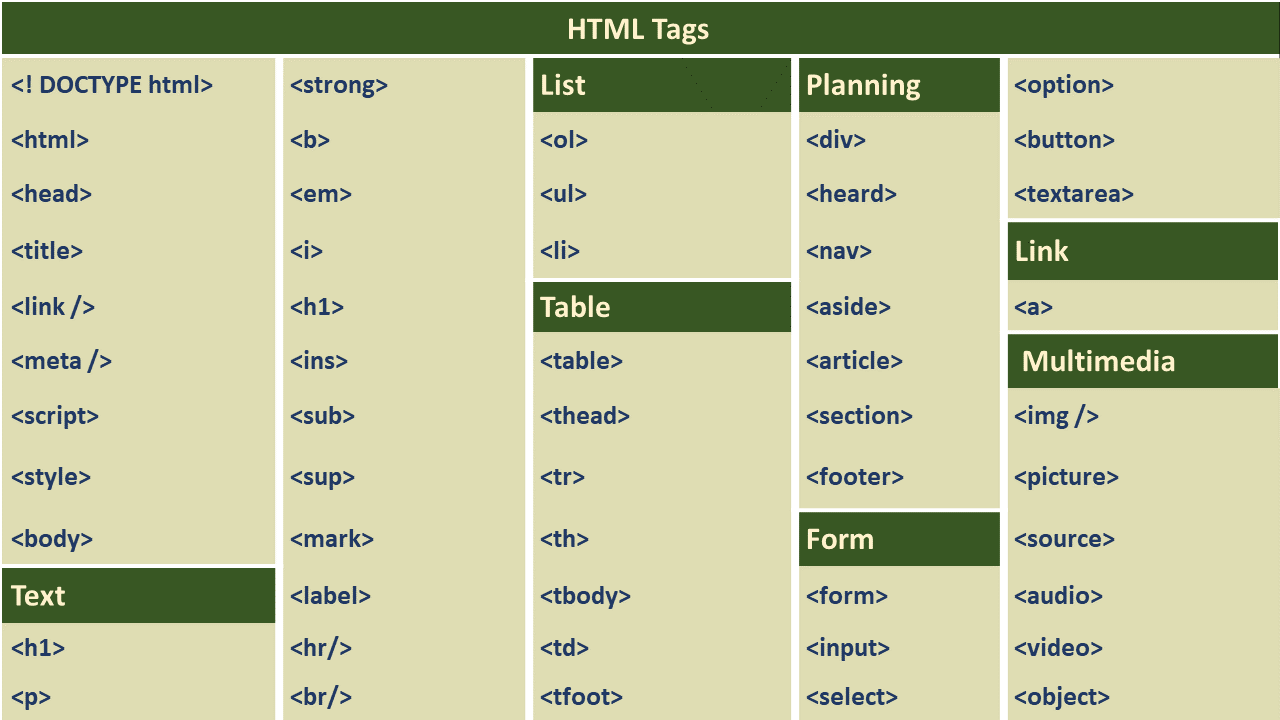 HTML Tags
<! DOCTYPE html>
<html>
<head>
<title>
<link />
<meta />
<script>
<style>
<body>
Text
<h1>
<p>
<strong>
<b>
<em>
<i>
<h1>
<ins>
<sub>
<sup>
<mark>
<label>
<hr/>
<br/>
List
<ol>
<ul>
<li>
Table
<table>
<thead>
<tr>
<th>
<tbody>
<td>
<tfoot>
Planning
<div>
<heard>
<nav>
<aside>
<article>
<section>
<footer>
Form
<form>
<input>
<select>
<option>
<button>
<textarea>
Link
<a>
Multimedia
<img />
<picture>
<source>
<audio>
<video>
<object>